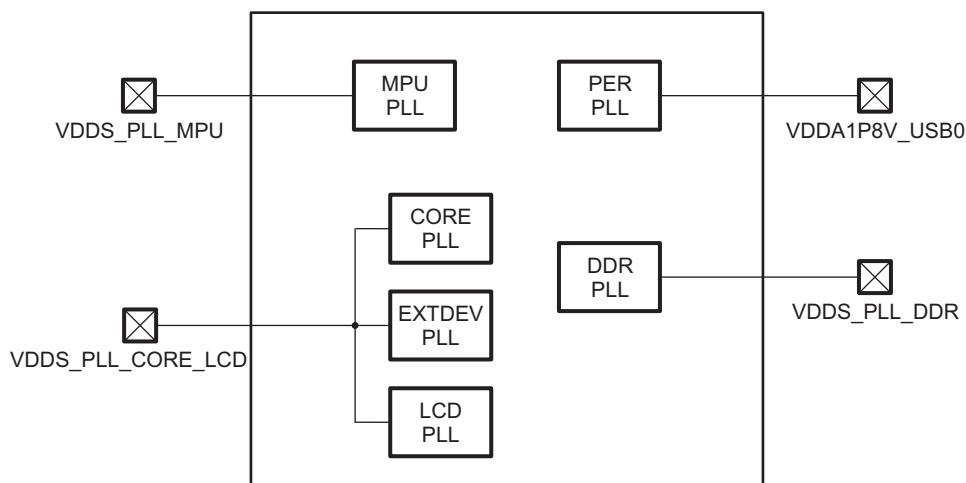 MPU
PLL
VDDS_PLL_MPU
PER
PLL
VDDA1P8V_USB0
CORE
PLL
EXTDEV
PLL
LCD
PLL
VDDS_PLL_CORE_LCD
DDR
PLL
VDDS_PLL_DDR